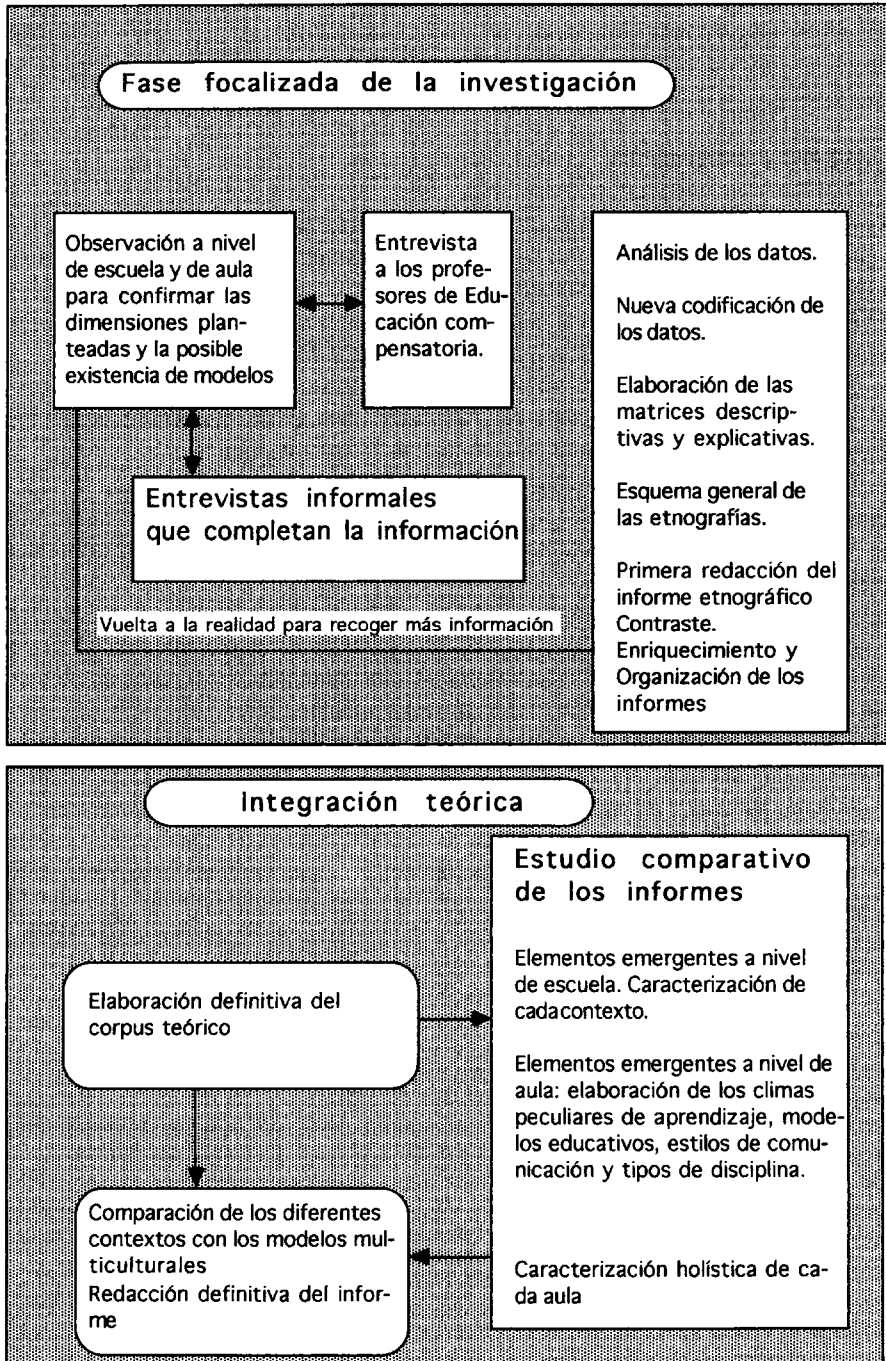 Fase focalizada de la investigación
Observación a nivel
de escuela y de aula
para confirmar las
dimensiones plan-
teadas y la posible
existencia de modelos
Entrevista
a los profe-
sores de Edu-
cación com-
pensatoria.
Entrevistas informales
que completan la información
Vuelta a la realidad para recoger más información
Análisis de los datos.
Nueva codificación de
los datos.
Elaboración de las
matrices descrip-
tivas y explicativas.
Esquema general de
las etnografías.
Primera redacción del
informe etnográfico
Contraste.
Enriquecimiento y
Organización de los
informes
Integración teórica
Elaboración definitiva del
corpus teórico
Comparación de los diferentes
contextos con los modelos mul-
ticulturales
Redacción definitiva del infor-
me
Estudio comparativo
de los informes
Elementos emergentes a nivel
de escuela. Caracterización de
cadacontexto.
Elementos emergentes a nivel de
aula: elaboración de los climas
peculiares de aprendizaje, mode-
los educativos, estilos de comu-
nicación y tipos de disciplina.
Caracterización holística de ca-
da aula